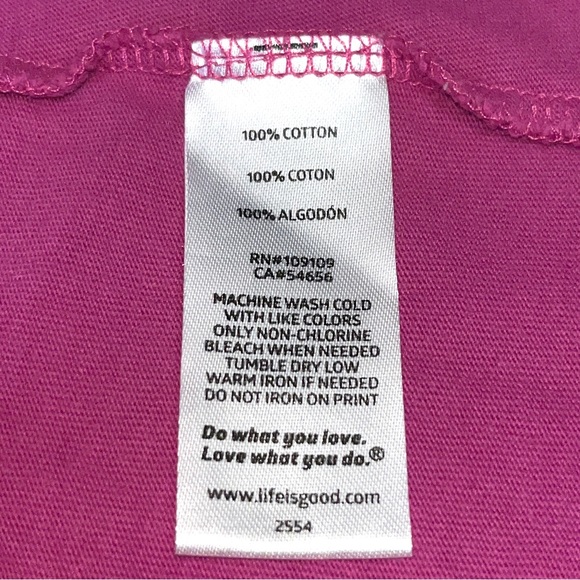 100% COTTON
100% COTON
100% ALGODÓN
RN#109109
CA#54656
MACHINE WASH COLD
WITH LIKE COLORS
ONLY NON-CHLORINE
BLEACH WHEN NEEDED
TUMBLE DRY LOW
WARM IRON IF NEEDED
DO NOT IRON ON PRINT
Do what you love.
Love what you do.®
www.lifeisgood.com
2554